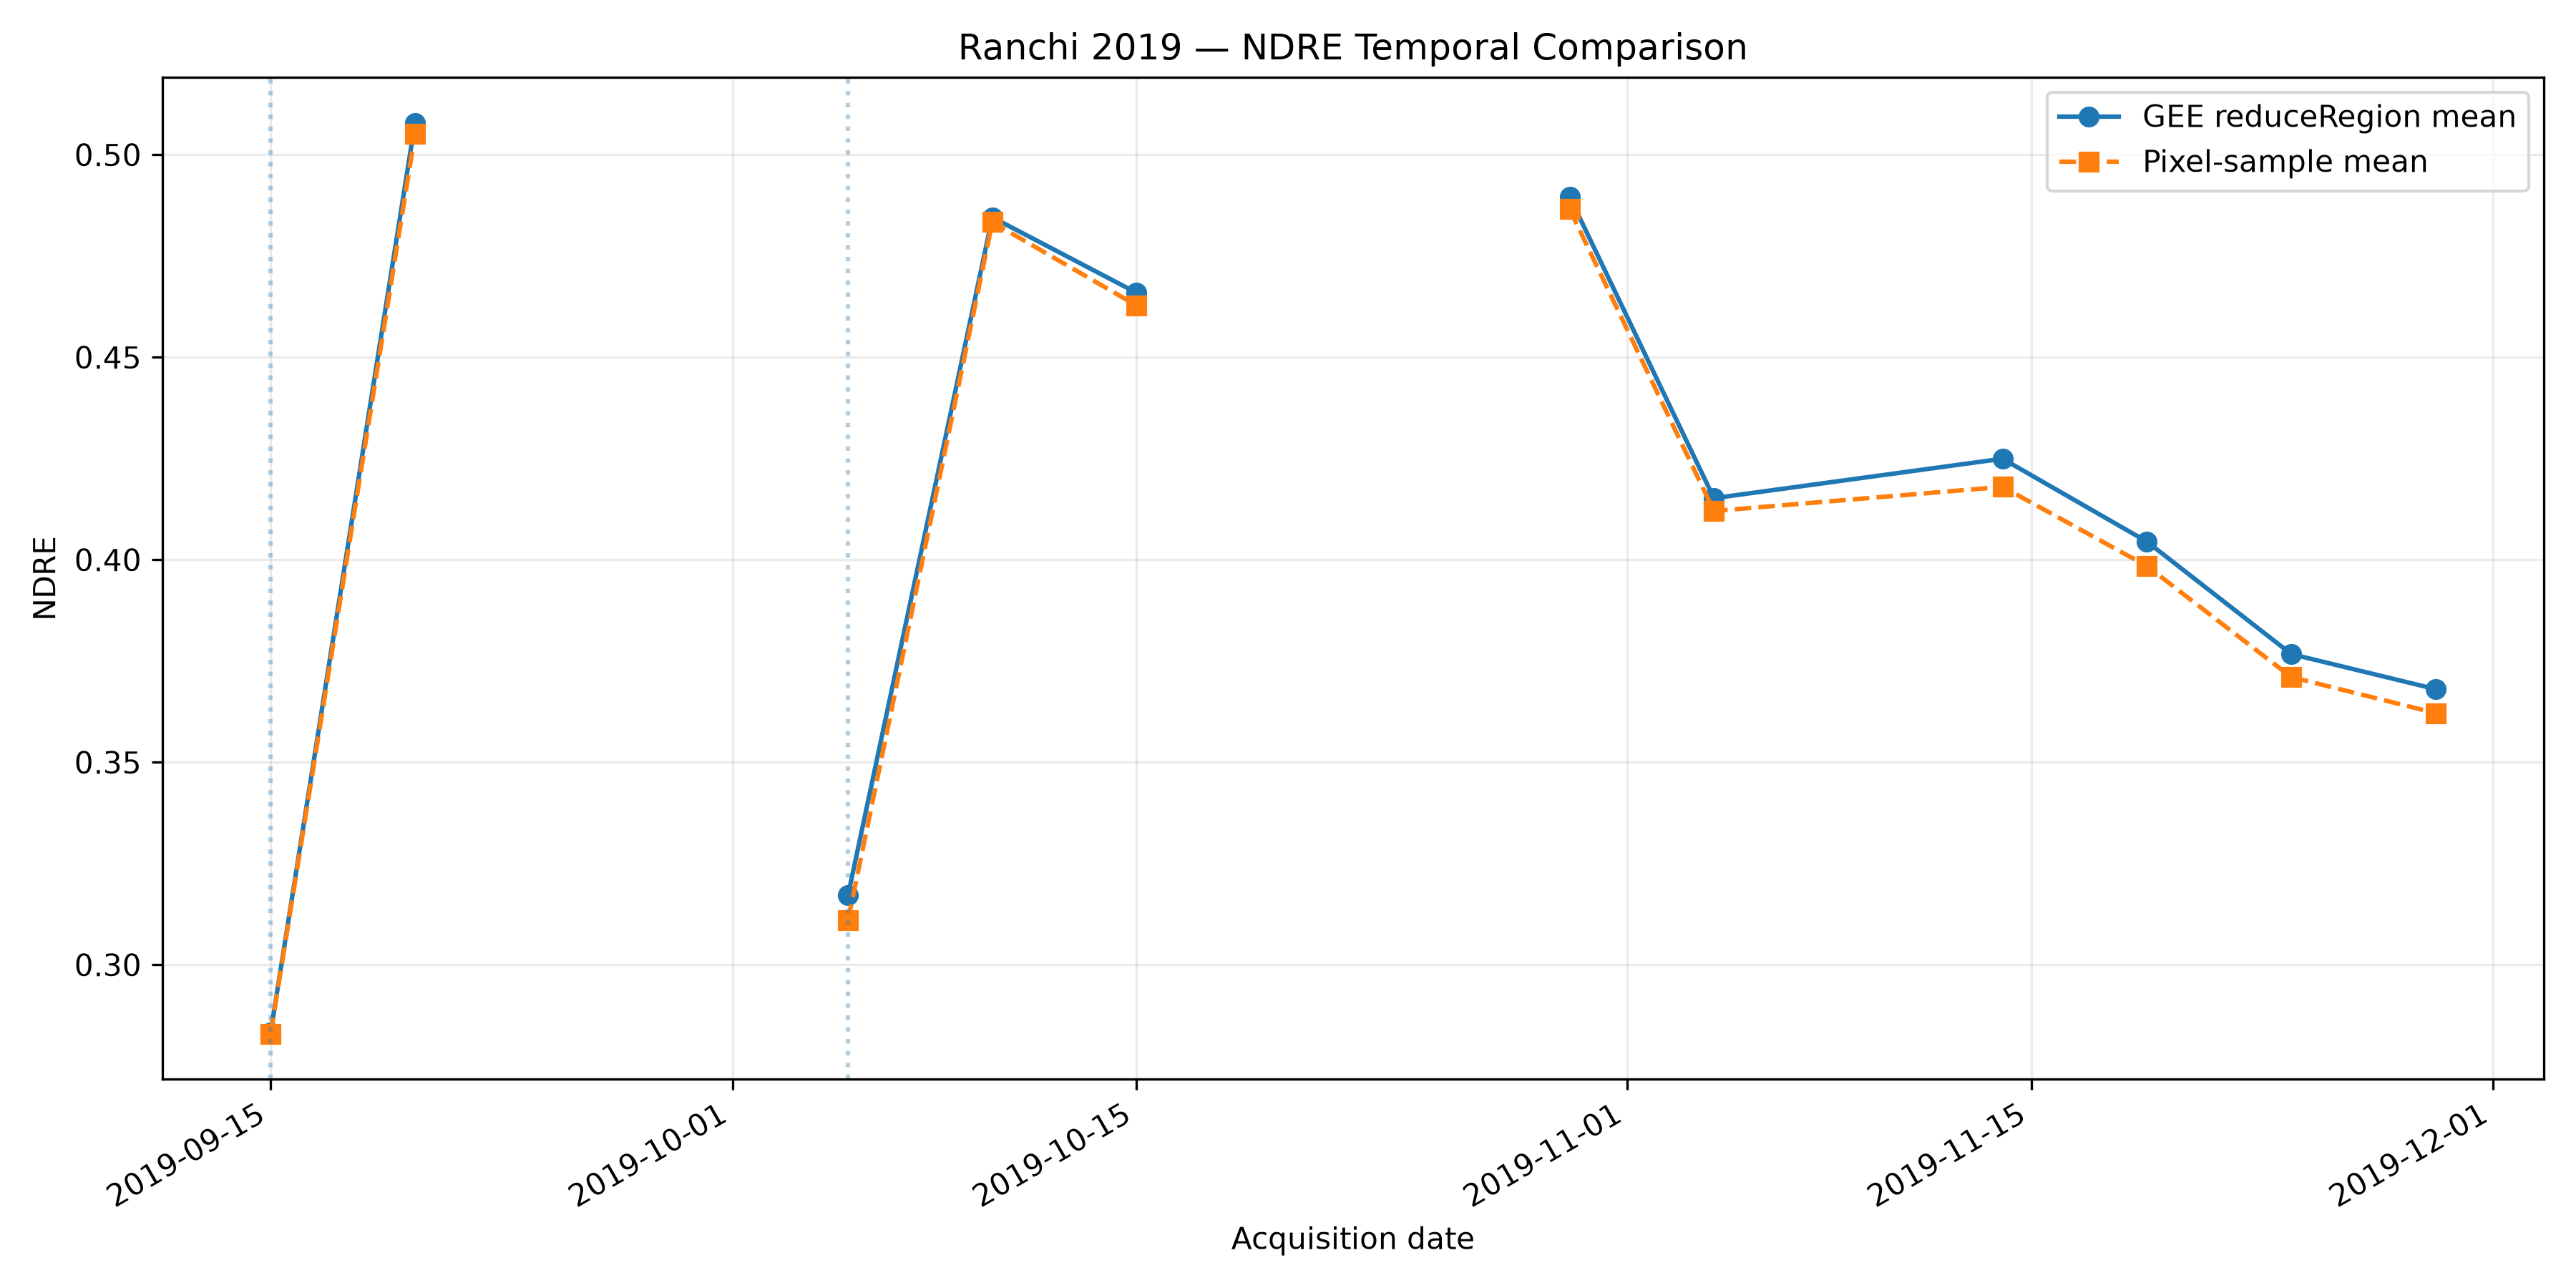 Ranchi 2019 — NDRE Temporal Comparison
GEE reduceRegion mean
Pixel-sample mean
0.50
0.45
0.40
0.35
0.30
NDRE
2019-09-15
2019-10-01
2019-10-15
2019-11-01
2019-11-15
2019-12-01
Acquisition date